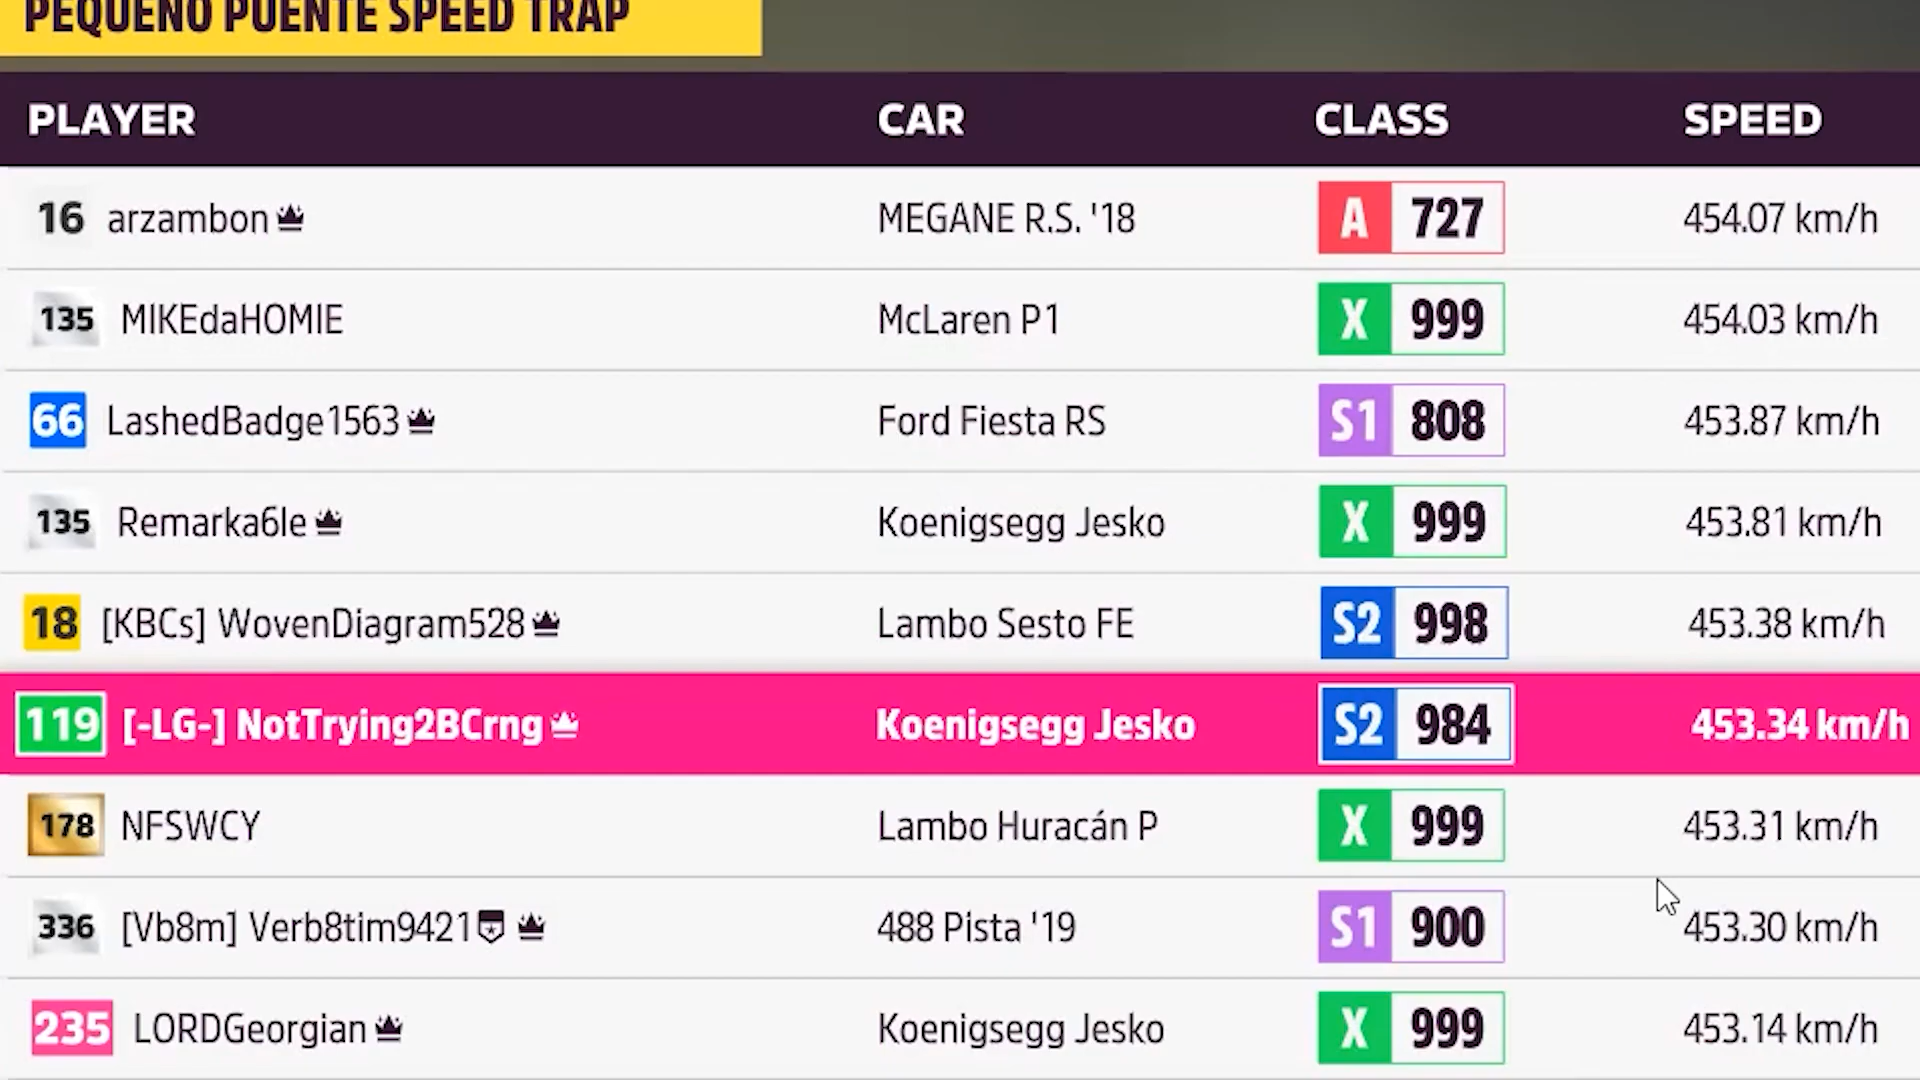 PEQUEÑO PUENTE SPEED TRAP
PLAYER CAR CLASS SPEED
16 arzambon MEGANE R.S. '18 A 727 454.07 km/h
135 MIKEdaHOMIE McLaren P1 X 999 454.03 km/h
66 LashedBadge1563 Ford Fiesta RS S1 808 453.87 km/h
135 Remarka6le Koenigsegg Jesko X 999 453.81 km/h
18 [KBCs] WovenDiagram528 Lambo Sesto FE S2 998 453.38 km/h
119 [-LG-] NotTrying2BCrng Koenigsegg Jesko S2 984 453.34 km/h
178 NFSWCY Lambo Huracán P X 999 453.31 km/h
336 [Vb8m] Verb8tim9421 488 Pista '19 S1 900 453.30 km/h
235 LORDGeorgian Koenigsegg Jesko X 999 453.14 km/h